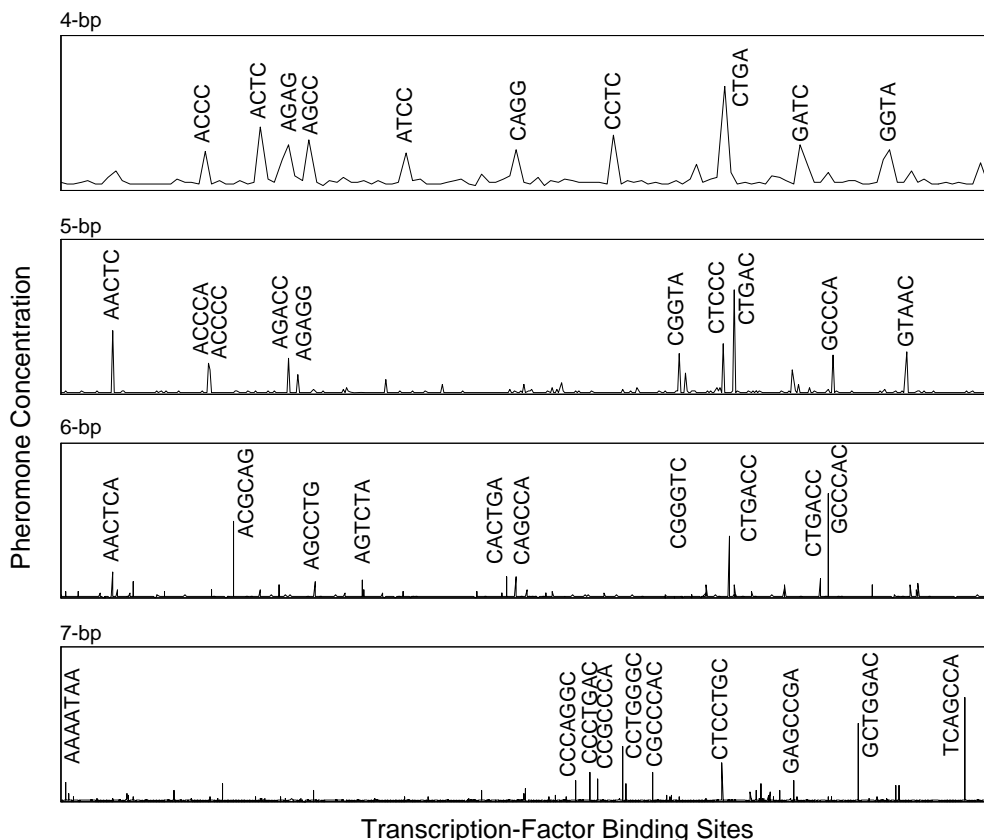 4-bp
ACCC
ACTC
AGAG
AGCC
ATCC
CAGG
CCTC
CTGA
GATC
GGTA
5-bp
AACTC
ACCCA
ACCCC
AGACC
AGAGG
CGGTA
CTCCC
CTGAC
GCCCA
GTAAC
Pheromone Concentration
6-bp
AACTCA
ACGCAG
AGCCTG
AGTCTA
CACTGA
CAGCCA
CGGGTC
CTGACC
CTGACC
GCCCAC
7-bp
AAAATAA
CCCAGGC
CCCTGAC
CCGCCCA
CCTGGGC
CGCCCAC
CTCCTGC
GAGCCGA
GCTGGAC
TCAGCCA
Transcription-Factor Binding Sites